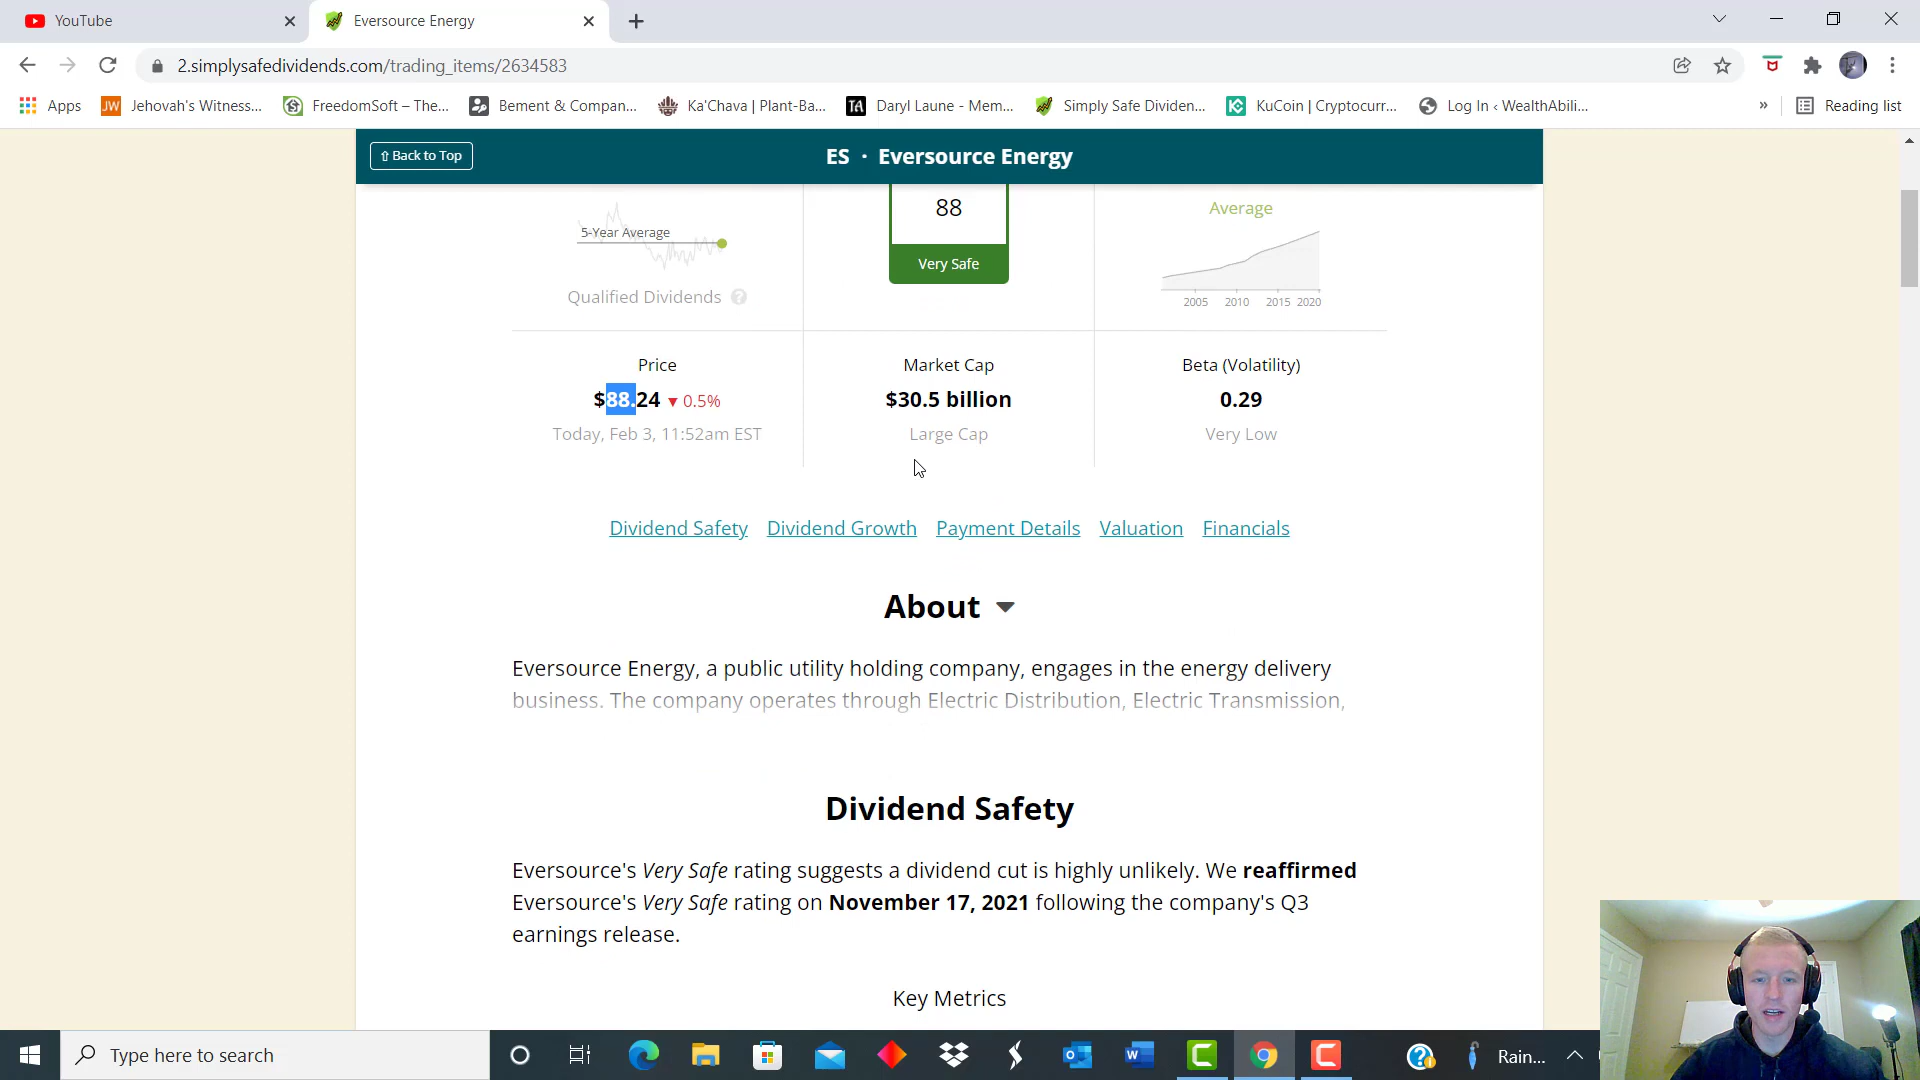 YouTube
Eversource Energy
2.simplysafedividends.com/trading_items/2634583
Apps
JW
Jehovah's Witness...
FreedomSoft – The...
Bement & Compan...
Ka'Chava | Plant-Ba...
Daryl Laune - Mem...
Simply Safe Dividen...
KuCoin | Cryptocurr...
Log In ‹ WealthAbili...
»
Reading list
⇧ Back to Top
ES · Eversource Energy
5-Year Average
Qualified Dividends ?
88
Very Safe
Average
2005 2010 2015 2020
Price
$88.24 ▼ 0.5%
Today, Feb 3, 11:52am EST
Market Cap
$30.5 billion
Large Cap
Beta (Volatility)
0.29
Very Low
Dividend Safety Dividend Growth Payment Details Valuation Financials
About
Eversource Energy, a public utility holding company, engages in the energy delivery
business. The company operates through Electric Distribution, Electric Transmission,
Dividend Safety
Eversource's Very Safe rating suggests a dividend cut is highly unlikely. We reaffirmed
Eversource's Very Safe rating on November 17, 2021 following the company's Q3
earnings release.
Key Metrics
Type here to search
Rain...